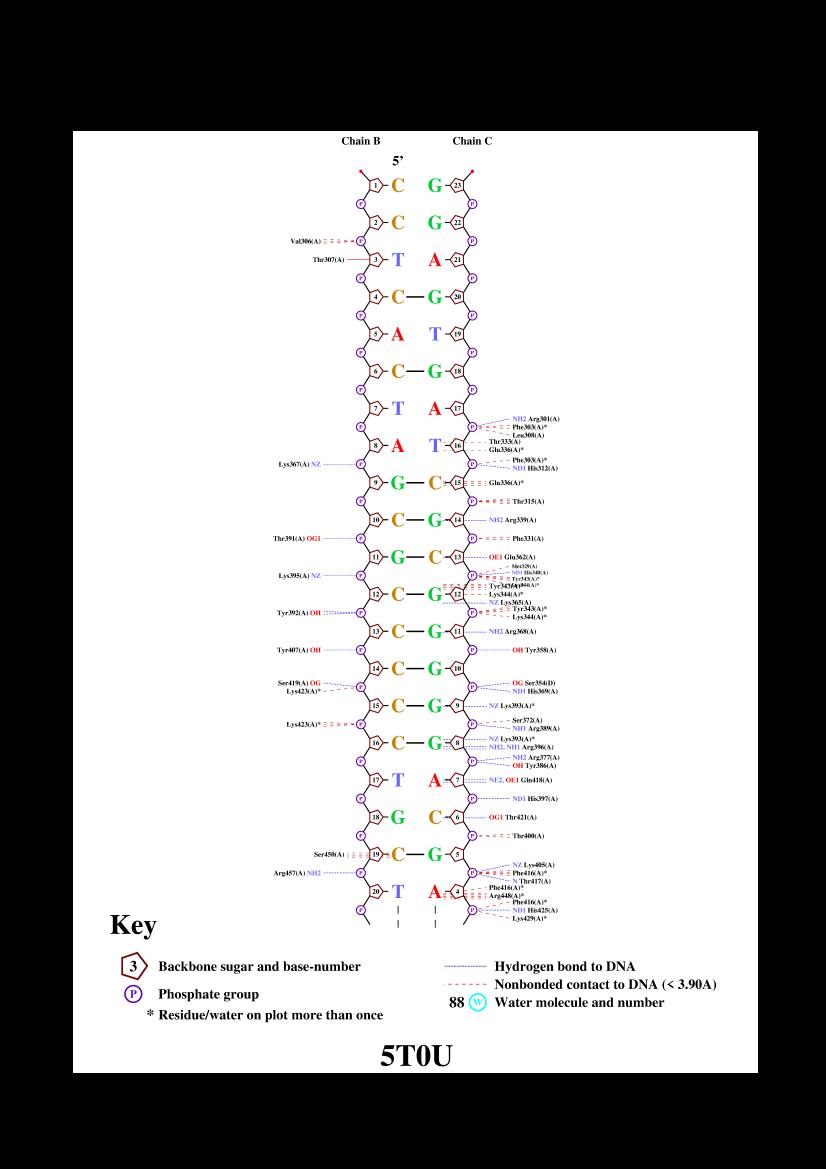 Chain B Chain C
5’
1 C G 23
P P
2 C G 22
Val306(A) P P
Thr307(A) 3 T A 21
P P
4 C G 20
P P
5 A T 19
P P
6 C G 18
P P
7 T A 17
NH2 Arg301(A)
P P Phe303(A)*
Leu308(A)
8 A T 16 Thr333(A)
Glu336(A)*
Phe303(A)*
Lys367(A) NZ P P ND1 His312(A)
9 G C 15 Glu336(A)*
P P Thr315(A)
10 C G 14 NH2 Arg339(A)
Thr391(A) OG1 P P Phe331(A)
11 G C 13 OE1 Glu362(A)
Met329(A)
Lys395(A) NZ P P ND1 His340(A)
Tyr343(A)*
12 C G 12 Lys344(A)*
NZ Lys365(A)
Tyr343(A)*
Tyr392(A) OH P P Lys344(A)*
13 C G 11 NH2 Arg368(A)
Tyr407(A) OH P P OH Tyr358(A)
14 C G 10
Ser419(A) OG P P OG Ser354(D)
Lys423(A)* ND1 His369(A)
15 C G 9 NZ Lys393(A)*
Ser372(A)
Lys423(A)* P P NH1 Arg389(A)
16 C G 8 NZ Lys393(A)*
NH2, NH1 Arg396(A)
P P NH2 Arg377(A)
OH Tyr386(A)
17 T A 7 NE2, OE1 Gln418(A)
P P ND1 His397(A)
18 G C 6 OG1 Thr421(A)
P P Thr400(A)
Ser450(A) 19 C G 5
NZ Lys405(A)
Arg457(A) NH2 P P Phe416(A)*
N Thr417(A)
20 T A 4 Phe416(A)*
Arg448(A)*
Phe416(A)*
P P ND1 His425(A)
Lys429(A)*
Key
3 Backbone sugar and base-number
P Phosphate group
* Residue/water on plot more than once
Hydrogen bond to DNA
Nonbonded contact to DNA (< 3.90A)
88 W Water molecule and number
5T0U